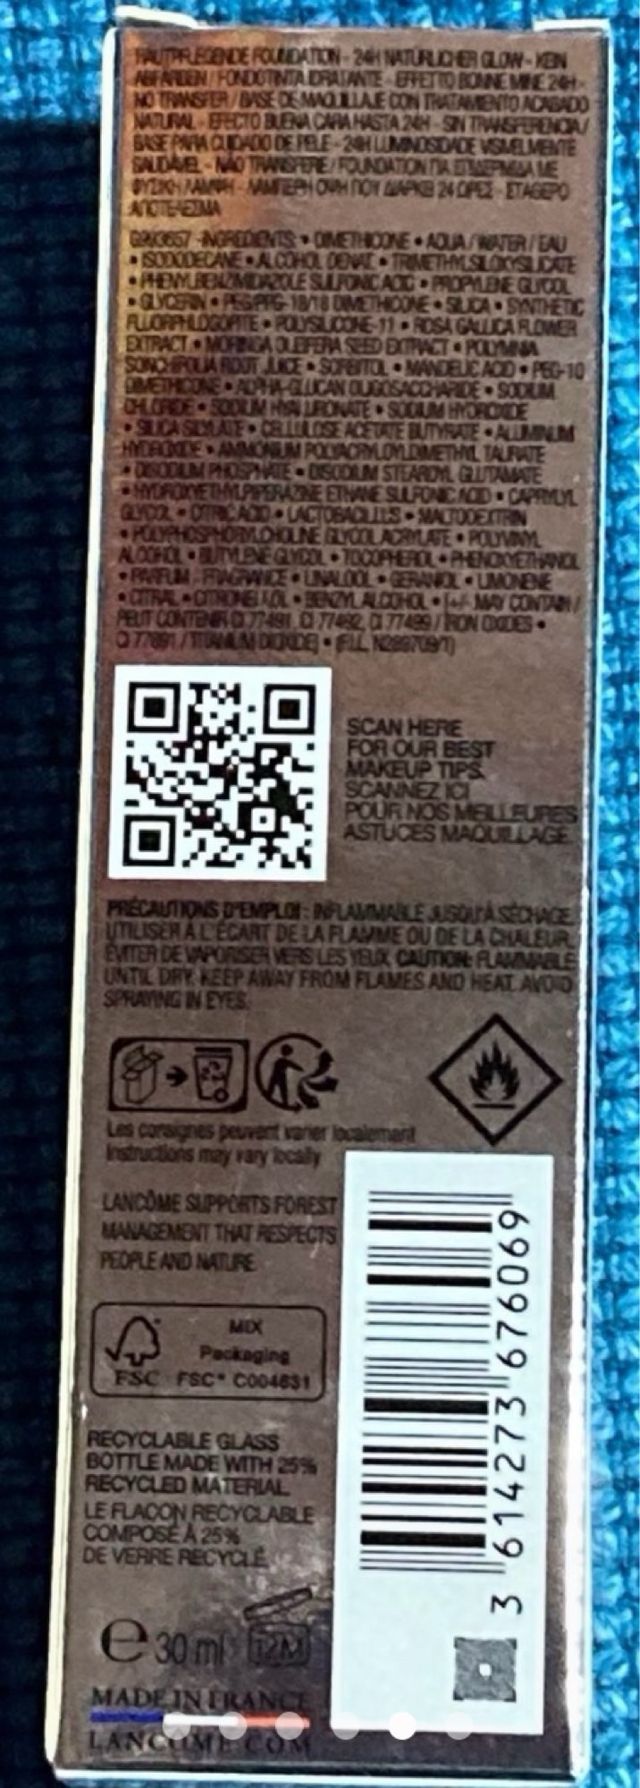 HAUTPFLEGENDE FOUNDATION - 24H NATÜRLICHER GLOW - KEIN
ABFÄRBEN / FONDOTINTA IDRATANTE - EFFETTO BONNE MINE 24H -
NO TRANSFER / BASE DE MAQUILLAJE CON TRATAMIENTO ACABADO
NATURAL - EFECTO BUENA CARA HASTA 24H - SIN TRANSFERENCIA /
BASE PARA CUIDADO DE PELE - 24H LUMINOSIDADE VISIVELMENTE
SAUDÁVEL - NÃO TRANSFERE / FOUNDATION ΓΙΑ ΕΠΙΔΕΡΜΙΔΑ ΜΕ
ΦΥΣΙΚΗ ΛΑΜΨΗ - ΛΑΜΠΕΡΗ ΟΨΗ ΠΟΥ ΔΙΑΡΚΕΙ 24 ΩΡΕΣ - ΣΤΑΘΕΡΟ
ΑΠΟΤΕΛΕΣΜΑ
INGREDIENTS: • DIMETHICONE • AQUA / WATER / EAU
• ISODODECANE • ALCOHOL DENAT. • TRIMETHYLSILOXYSILICATE
• PHENYLBENZIMIDAZOLE SULFONIC ACID • PROPYLENE GLYCOL
• GLYCERIN • PEG/PPG-18/18 DIMETHICONE • SILICA • SYNTHETIC
FLUORPHLOGOPITE • POLYSILICONE-11 • ROSA GALLICA FLOWER
EXTRACT • MORINGA OLEIFERA SEED EXTRACT • POLYMNIA
SONCHIFOLIA ROOT JUICE • SORBITOL • MANDELIC ACID • PEG-10
DIMETHICONE • ALPHA-GLUCAN OLIGOSACCHARIDE • SODIUM
CHLORIDE • SODIUM HYALURONATE • SODIUM HYDROXIDE
• SILICA SILYLATE • CELLULOSE ACETATE BUTYRATE • ALUMINUM
HYDROXIDE • AMMONIUM POLYACRYLOYLDIMETHYL TAURATE
• DISODIUM PHOSPHATE • DISODIUM STEAROYL GLUTAMATE
• HYDROXYETHYLPIPERAZINE ETHANE SULFONIC ACID • CAPRYLYL
GLYCOL • CITRIC ACID • LACTOBACILLUS • MALTODEXTRIN
• POLYPHOSPHORYLCHOLINE GLYCOL ACRYLATE • POLYVINYL
ALCOHOL • BUTYLENE GLYCOL • TOCOPHEROL • PHENOXYETHANOL
• PARFUM - FRAGRANCE • LINALOOL • GERANIOL • LIMONENE
• CITRAL • CITRONELLOL • BENZYL ALCOHOL • [+/- MAY CONTAIN /
PEUT CONTENIR CI 77491, CI 77492, CI 77499 / IRON OXIDES •
CI 77891 / TITANIUM DIOXIDE] • (F.I.L. N289709/1)
SCAN HERE
FOR OUR BEST
MAKEUP TIPS.
SCANNEZ ICI
POUR NOS MEILLEURES
ASTUCES MAQUILLAGE.
PRÉCAUTIONS D'EMPLOI : INFLAMMABLE JUSQU'À SÉCHAGE.
UTILISER À L'ÉCART DE LA FLAMME OU DE LA CHALEUR.
ÉVITER DE VAPORISER VERS LES YEUX. CAUTION: FLAMMABLE
UNTIL DRY. KEEP AWAY FROM FLAMES AND HEAT. AVOID
SPRAYING IN EYES.
Les consignes peuvent varier localement
Instructions may vary locally
LANCÔME SUPPORTS FOREST
MANAGEMENT THAT RESPECTS
PEOPLE AND NATURE.
MIX
Packaging
FSC FSC® C004631
RECYCLABLE GLASS
BOTTLE MADE WITH 25%
RECYCLED MATERIAL.
LE FLACON RECYCLABLE
COMPOSÉ À 25%
DE VERRE RECYCLÉ.
e 30 ml 12M
MADE IN FRANCE
LANCOME.COM
3 614273 676069